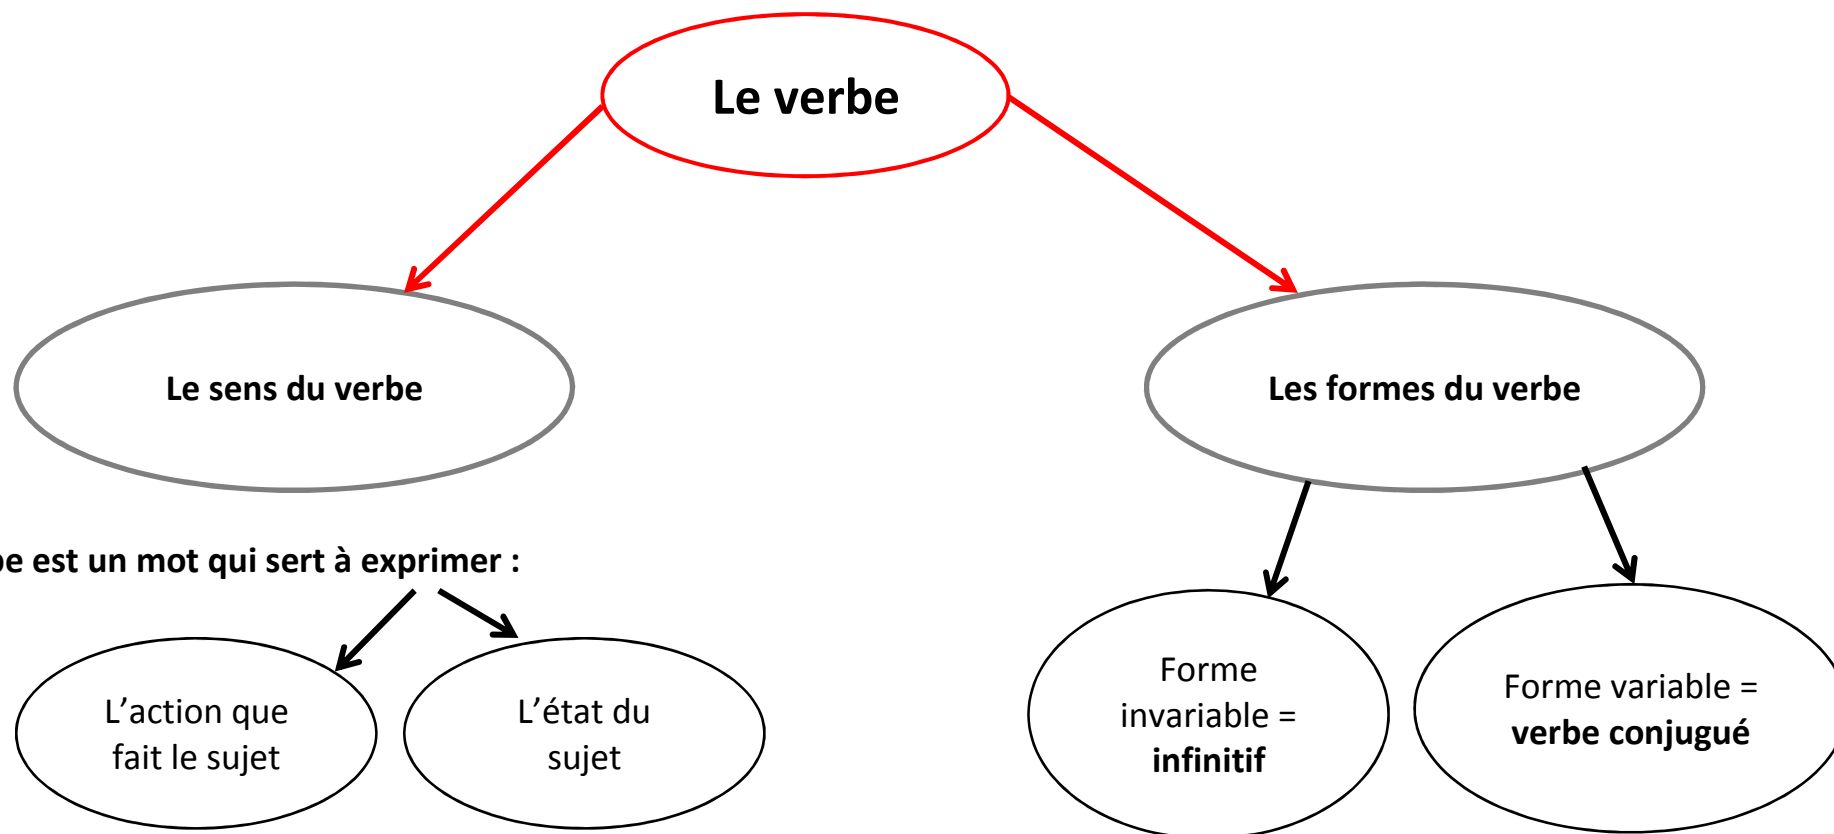 Le verbe
Le sens du verbe
Les formes du verbe
est un mot qui sert à exprimer :
L’action que
fait le sujet
L’état du
sujet
Forme
invariable =
infinitif
Forme variable =
verbe conjugué